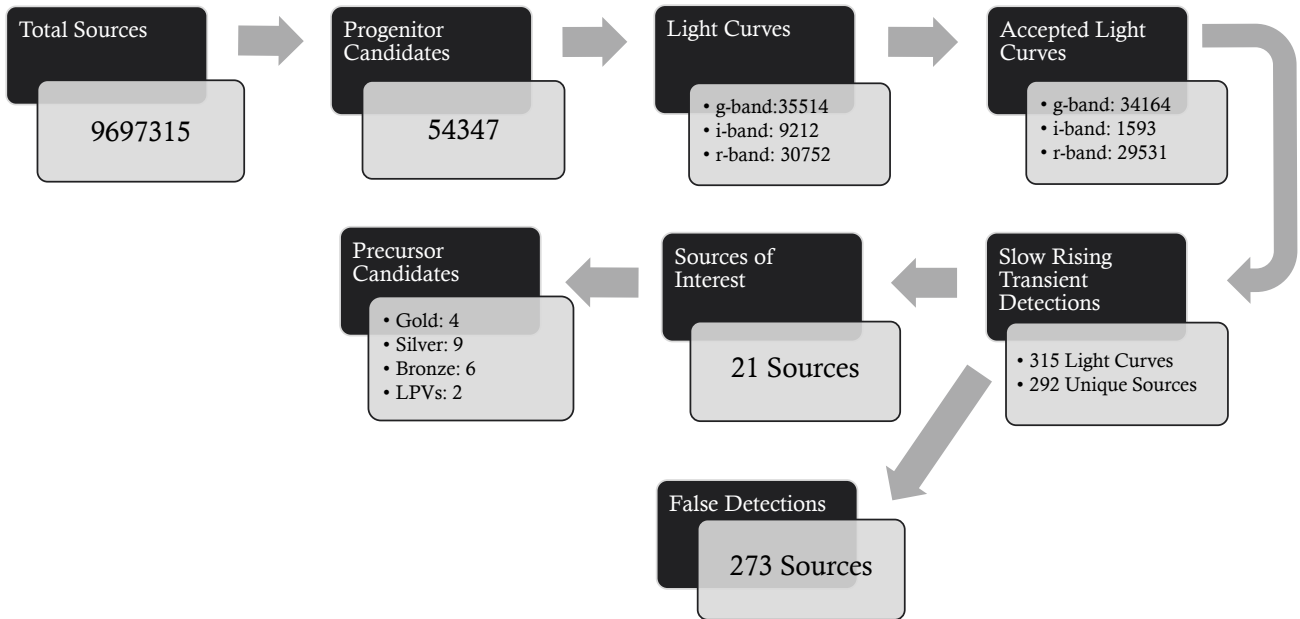 Total Sources
9697315
Progenitor
Candidates
54347
Light Curves
• g-band:35514
• i-band: 9212
• r-band: 30752
Accepted Light
Curves
• g-band: 34164
• i-band: 1593
• r-band: 29531
Slow Rising
Transient
Detections
• 315 Light Curves
• 292 Unique Sources
Sources of
Interest
21 Sources
Precursor
Candidates
• Gold: 4
• Silver: 9
• Bronze: 6
• LPVs: 2
False Detections
273 Sources